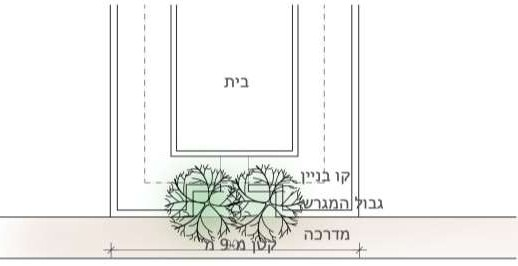 בית
קו בניין
גבול המגרש
מדרכה
קטן מ-9 מ'